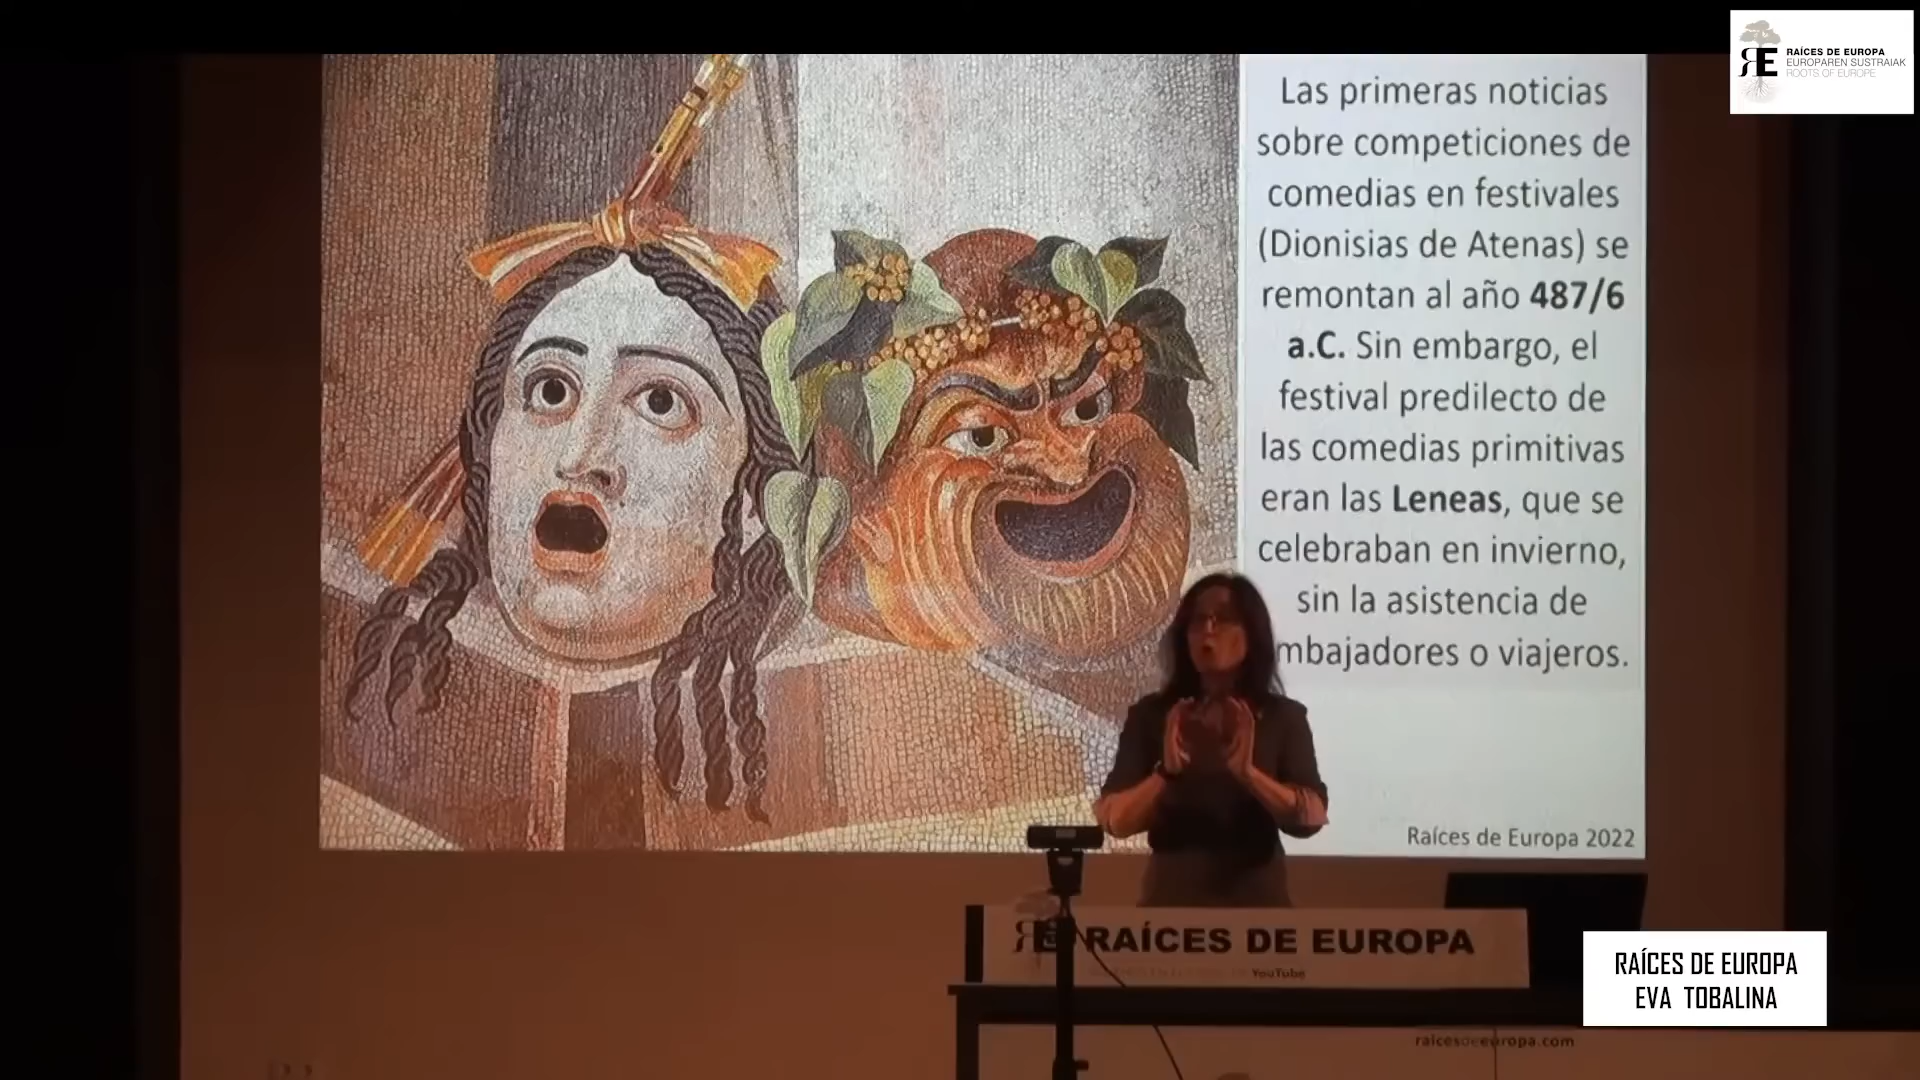 RAÍCES DE EUROPA
EUROPAREN SUSTRAIAK
ROOTS OF EUROPE
Las primeras noticias
sobre competiciones de
comedias en festivales
(Dionisias de Atenas) se
remontan al año 487/6
a.C. Sin embargo, el
festival predilecto de
las comedias primitivas
eran las Leneas, que se
celebraban en invierno,
sin la asistencia de
mbajadores o viajeros.
Raíces de Europa 2022
RAÍCES DE EUROPA
YouTube
RAÍCES DE EUROPA
EVA TOBALINA
raicesdeeuropa.com